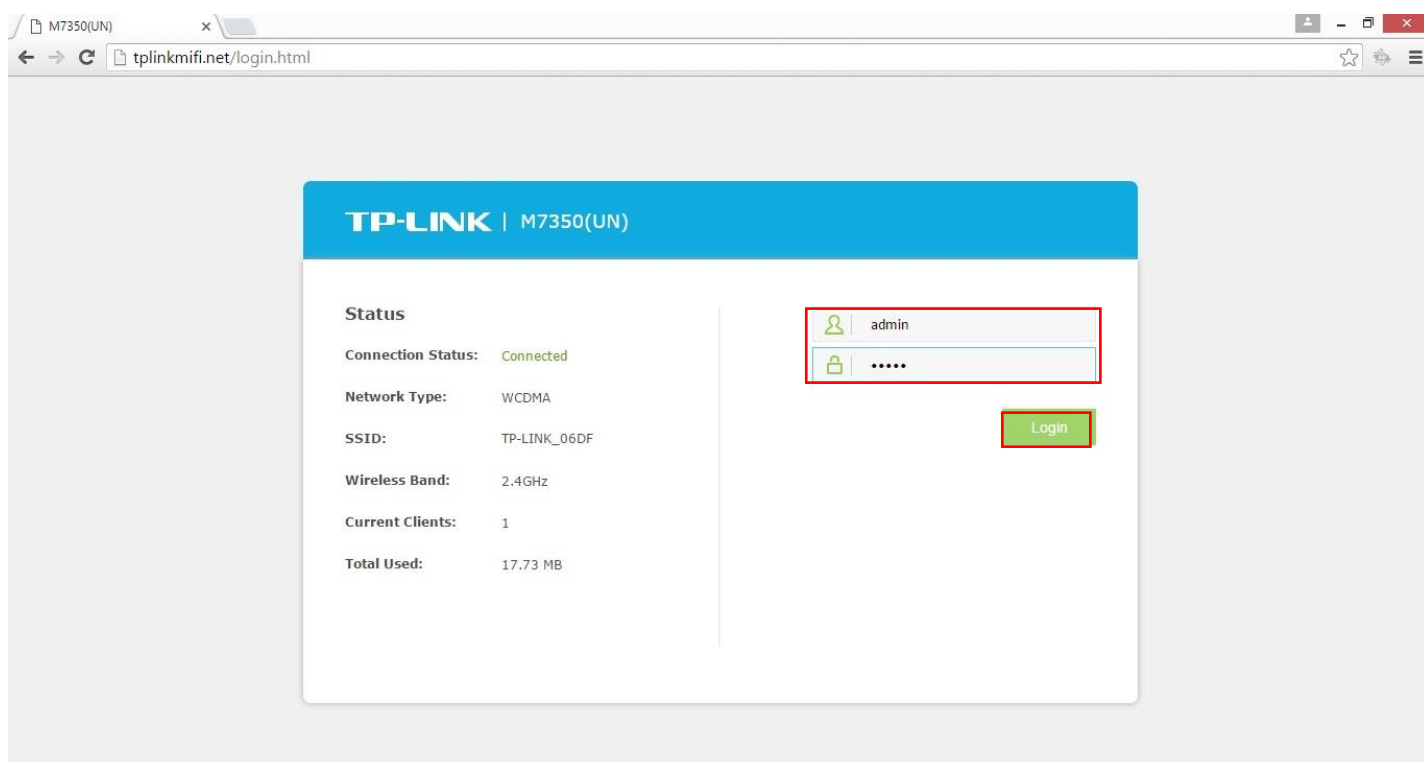 M7350(UN)
tplinkmifi.net/login.html
TP-LINK | M7350(UN)
Status
Connection Status: Connected
Network Type: WCDMA
SSID: TP-LINK_06DF
Wireless Band: 2.4GHz
Current Clients: 1
Total Used: 17.73 MB
admin
•••••
Login